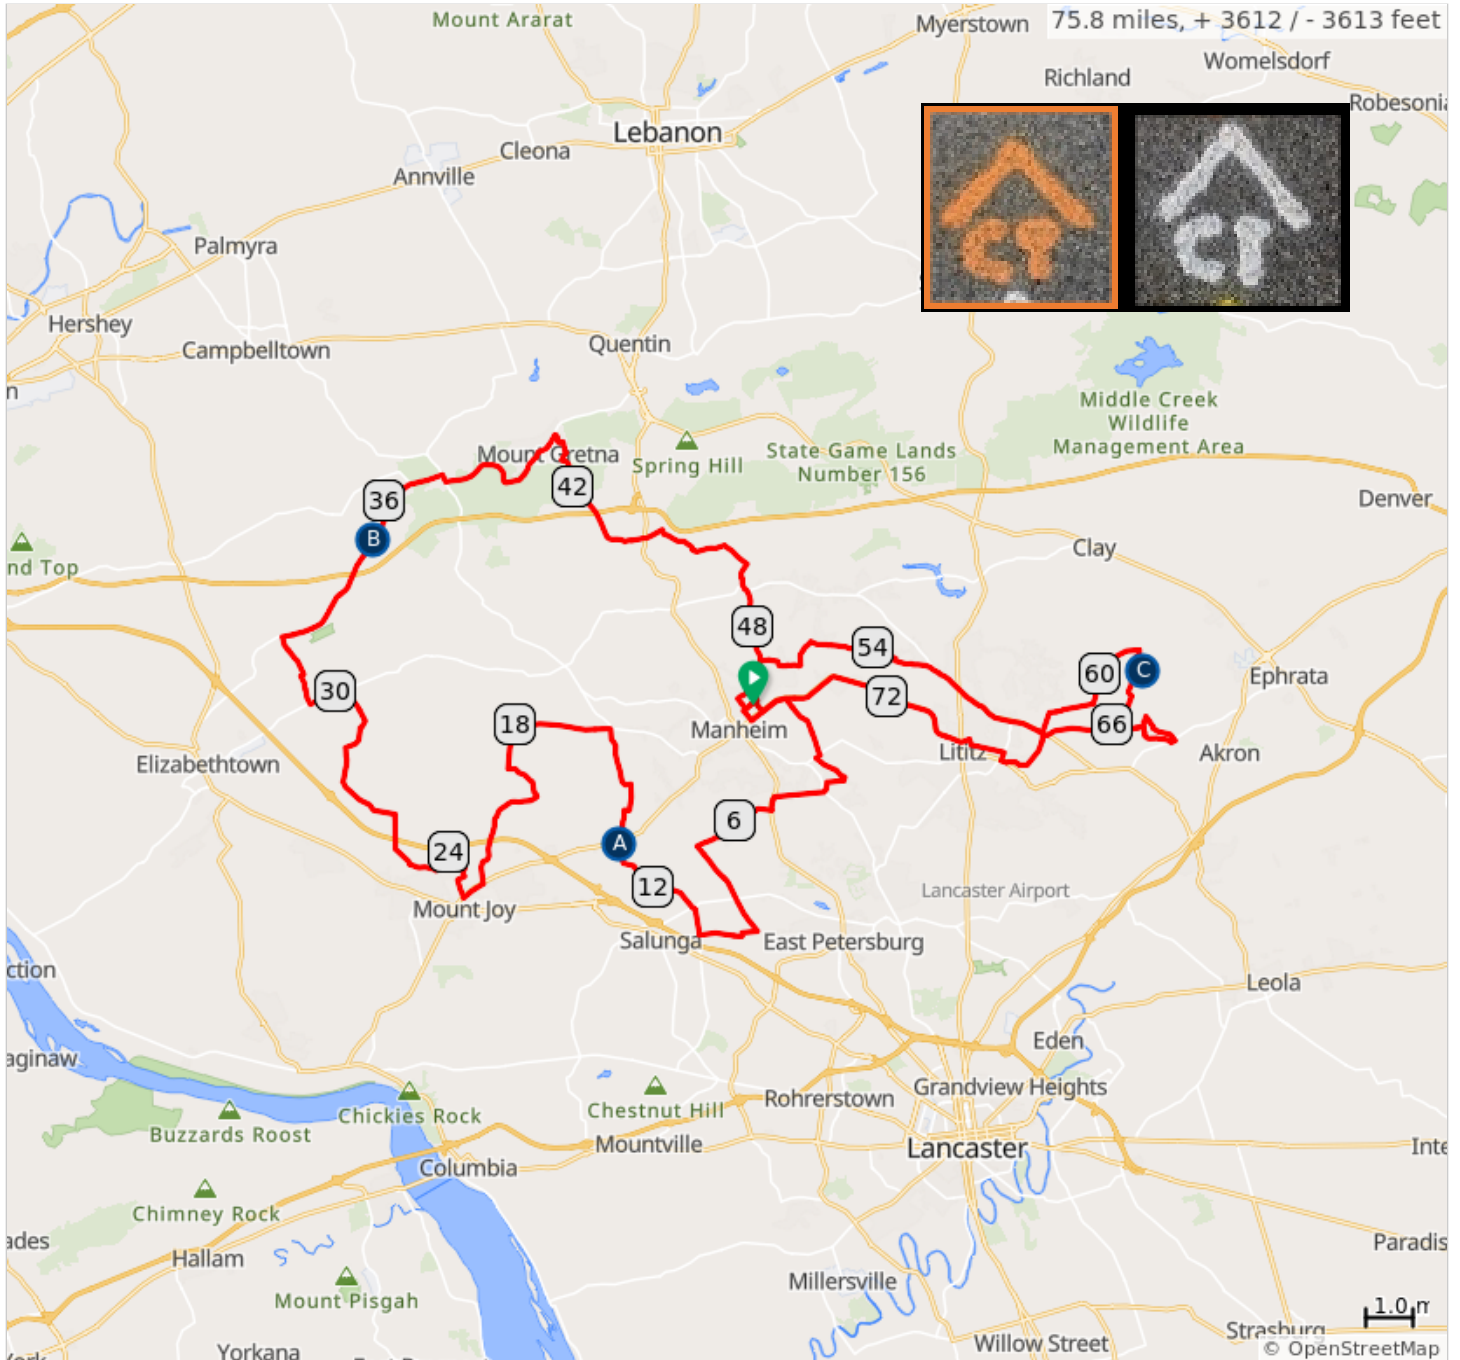 Mount Ararat
Myerstown
75.8 miles, + 3612 / - 3613 feet
Womelsdorf
Richland
Robesonia
Lebanon
Cleona
Annville
CT
CT
Palmyra
Hershey
Quentin
Campbelltown
n
Middle Creek
Wildlife
Management Area
Mount Gretna
Spring Hill
State Game Lands
Number 156
42
36
Denver
B
Clay
nd Top
48
54
60
C
Ephrata
30
72
18
66
Manheim
Lititz
Akron
Elizabethtown
6
A
24
12
Lancaster Airport
Mount Joy
Salunga
East Petersburg
ction
Leola
Eden
aginaw
Grandview Heights
Chickies Rock
Chestnut Hill
Rohrerstown
Buzzards Roost
Mountville
Lancaster
Inte
Columbia
Chimney Rock
ades
Paradis
Hallam
Millersville
Mount Pisgah
1.0 m
Strasburg
Willow Street
© OpenStreetMap
York
Yorkana